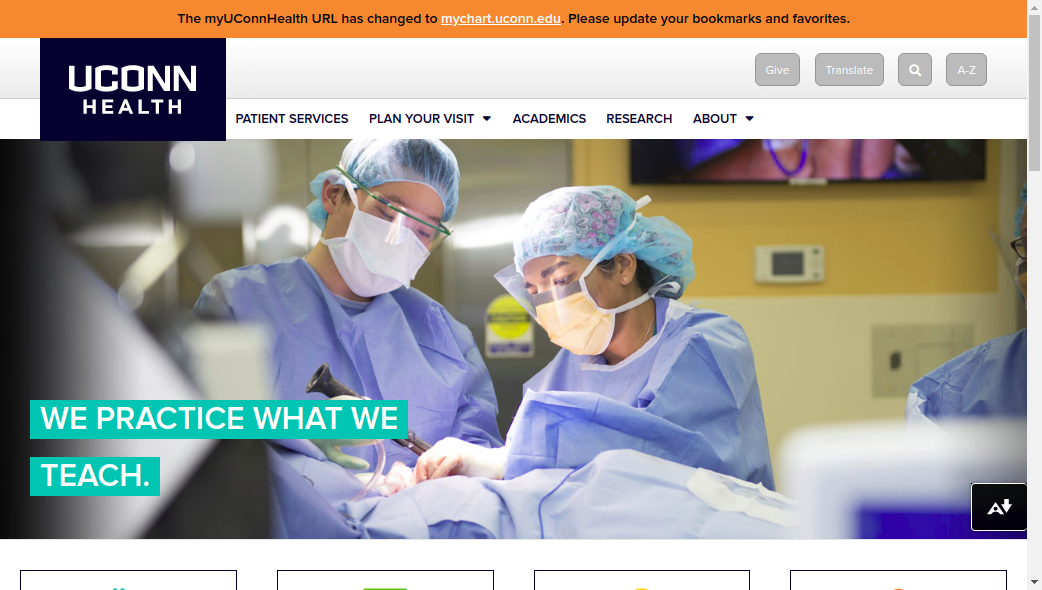 The myUConnHealth URL has changed to mychart.uconn.edu. Please update your bookmarks and favorites.
UCONN
HEALTH
Give
Translate
A-Z
PATIENT SERVICES
PLAN YOUR VISIT
ACADEMICS
RESEARCH
ABOUT
WE PRACTICE WHAT WE
TEACH.
A